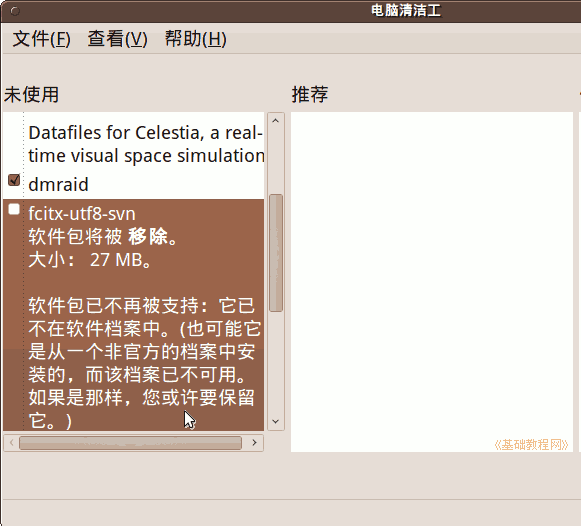 电脑清洁工
文件(F) 查看(V) 帮助(H)
未使用
推荐
Datafiles for Celestia, a real-
time visual space simulation
dmraid
fcitx-utf8-svn
软件包将被 移除。
大小： 27 MB。
软件包已不再被支持：它已
不在软件档案中。(也可能它
是从一个非官方的档案中安
装的，而该档案已不可用。
如果是那样，您或许要保留
它。)
《基础教程网》